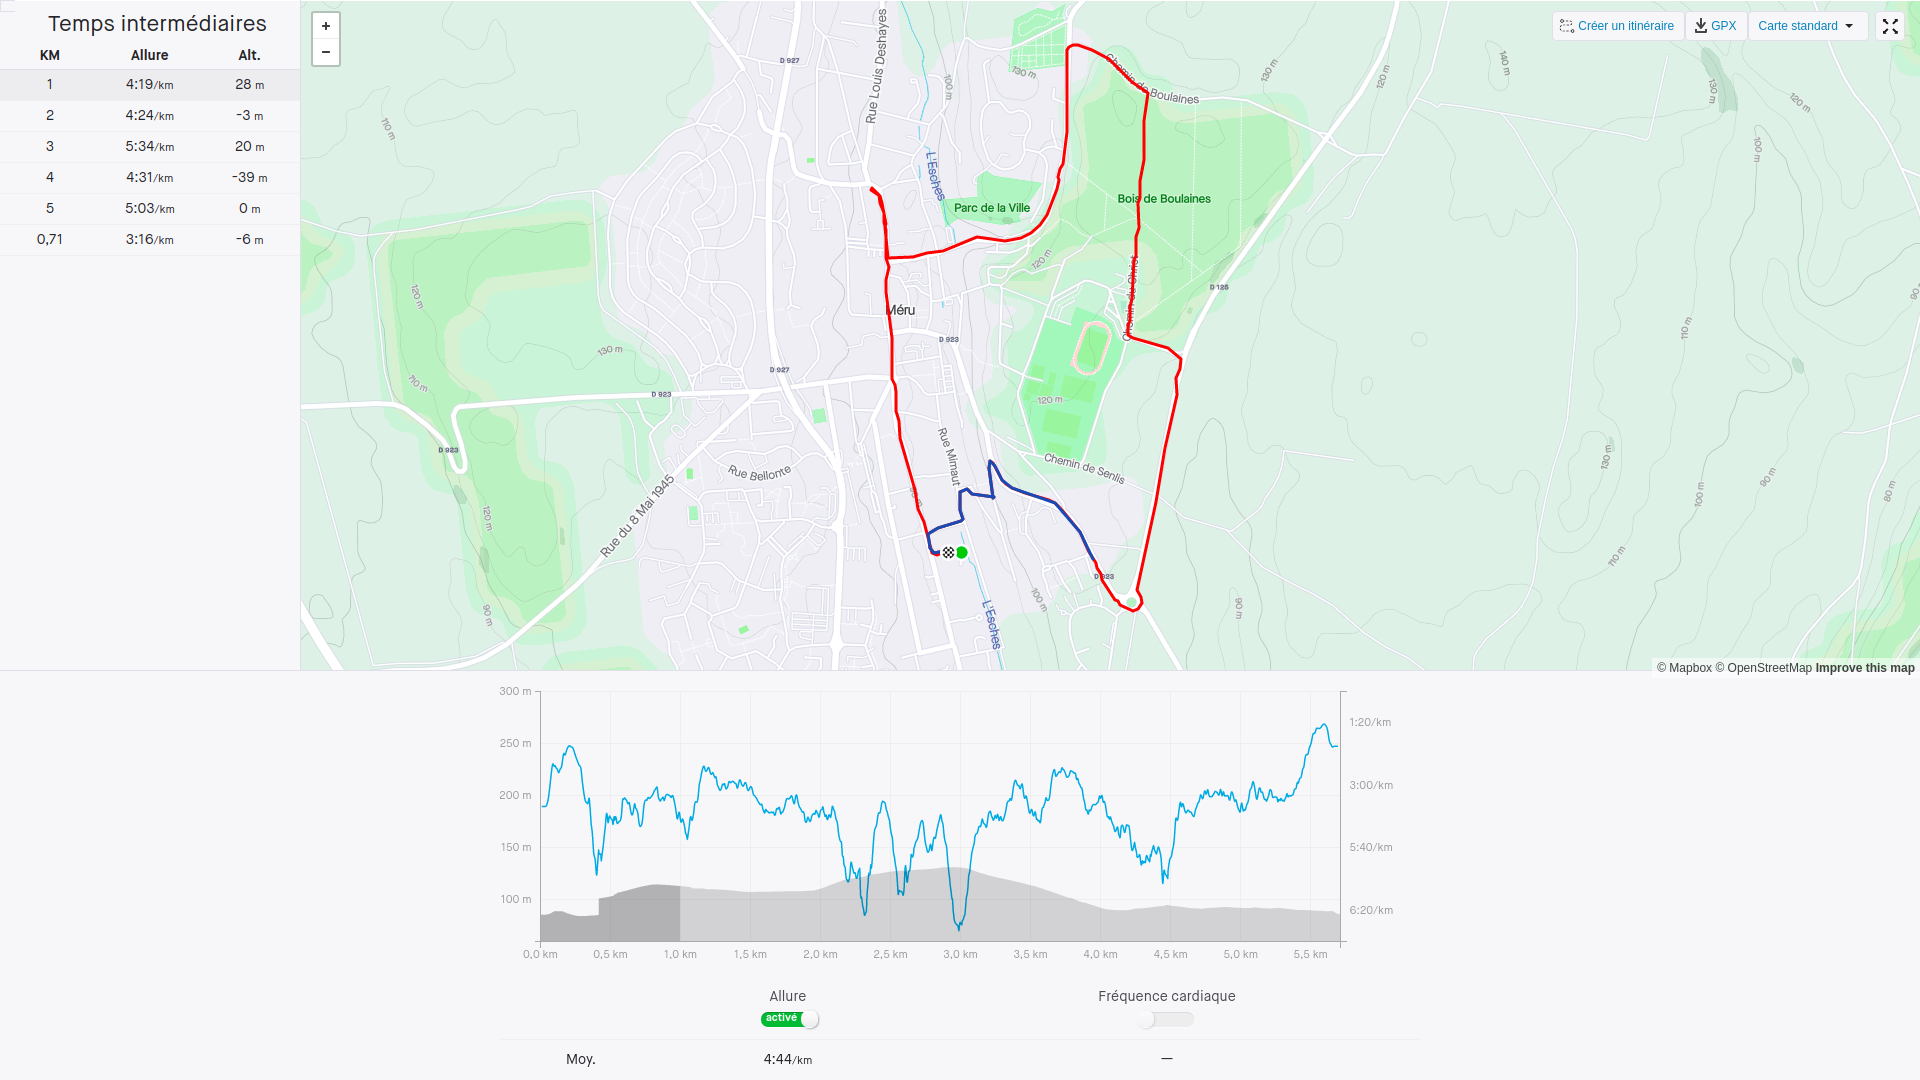 Temps intermédiaires
KM Allure Alt.
1 4:19/km 28 m
2 4:24/km -3 m
3 5:34/km 20 m
4 4:31/km -39 m
5 5:03/km 0 m
0,71 3:16/km -6 m
+
−
Créer un itinéraire
GPX
Carte standard
D 927
Rue Louis Deshayes
100 m
130 m
Chemin de Boulaines
130 m
120 m
140 m
130 m
120 m
110 m
L'Esches
Parc de la Ville
Bois de Boulaines
100 m
120 m
120 m
Chemin du Christ
D 125
90
Méru
D 923
110 m
130 m
D 927
110 m
D 923
120 m
D 923
Rue Mimaut
Chemin de Senlis
130 m
90 m
80 m
100 m
Rue Bellonte
Rue du 8 Mai 1945
120 m
110 m
D 923
100 m
90 m
90 m
L'Esches
© Mapbox © OpenStreetMap Improve this map
300 m
250 m
200 m
150 m
100 m
1:20/km
3:00/km
5:40/km
6:20/km
0,0 km 0,5 km 1,0 km 1,5 km 2,0 km 2,5 km 3,0 km 3,5 km 4,0 km 4,5 km 5,0 km 5,5 km
Allure Fréquence cardiaque
activé
Moy. 4:44/km —